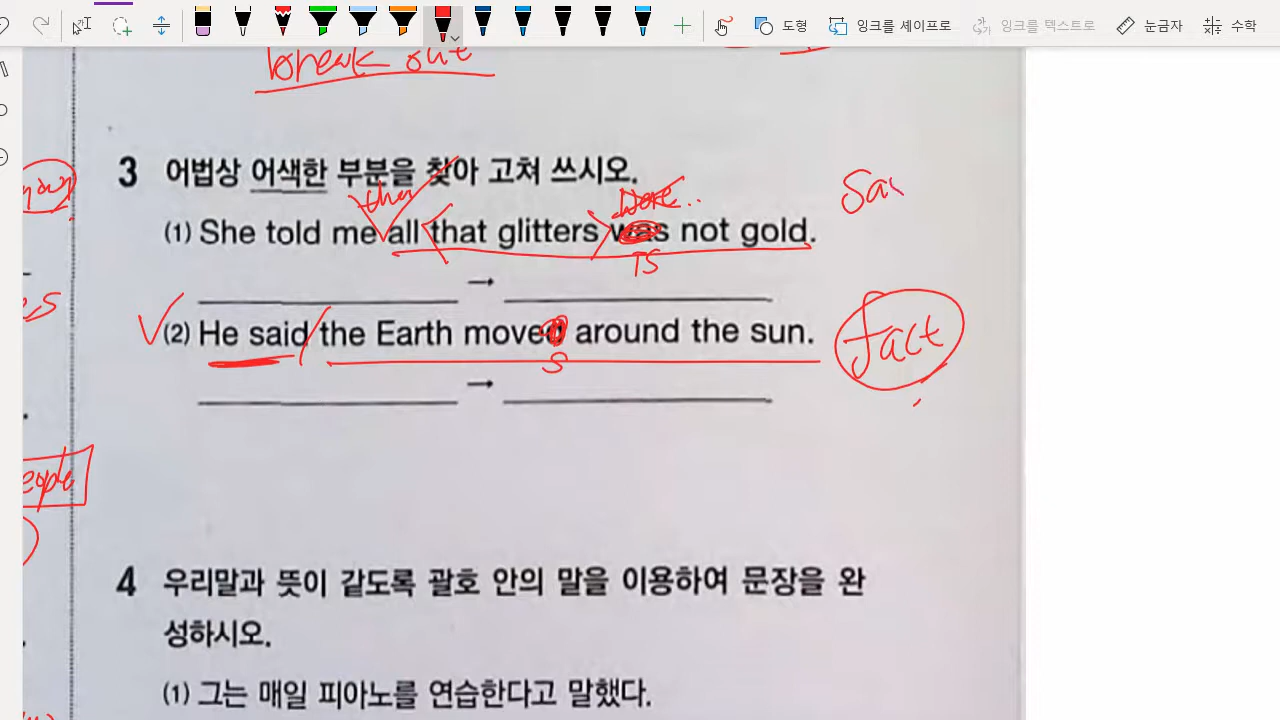 도형 잉크를 셰이프로 잉크를 텍스트로 눈금자 수학
break out
3 어법상 어색한 부분을 찾아 고쳐 쓰시오.
(1) She told me all that glitters was not gold.
is
→
(2) He said the Earth moved around the sun.
fact
s
→
4 우리말과 뜻이 같도록 괄호 안의 말을 이용하여 문장을 완
성하시오.
(1) 그는 매일 피아노를 연습한다고 말했다.